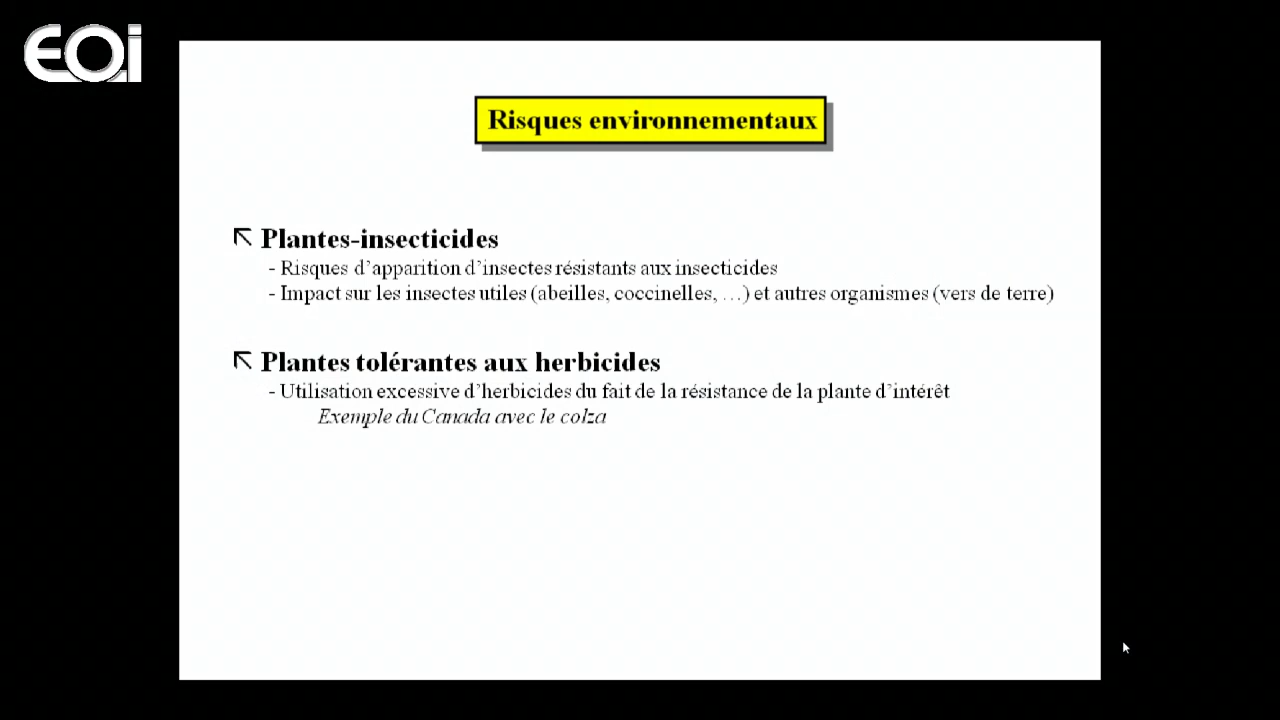 EOi
Risques environnementaux
Plantes-insecticides
- Risques d'apparition d'insectes résistants aux insecticides
- Impact sur les insectes utiles (abeilles, coccinelles, …) et autres organismes (vers de terre)
Plantes tolérantes aux herbicides
- Utilisation excessive d'herbicides du fait de la résistance de la plante d'intérêt
Exemple du Canada avec le colza